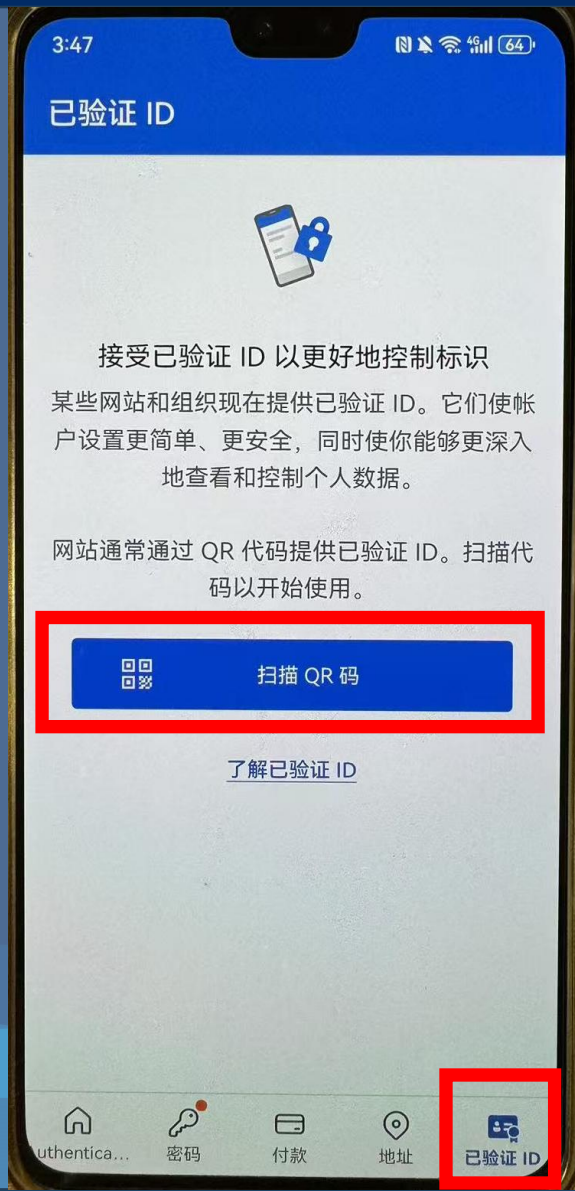 3:47
4G 64
已验证 ID
接受已验证 ID 以更好地控制标识
某些网站和组织现在提供已验证 ID。它们使帐
户设置更简单、更安全，同时使你能够更深入
地查看和控制个人数据。
网站通常通过 QR 代码提供已验证 ID。扫描代
码以开始使用。
扫描 QR 码
了解已验证 ID
uthentica... 密码 付款 地址 已验证 ID